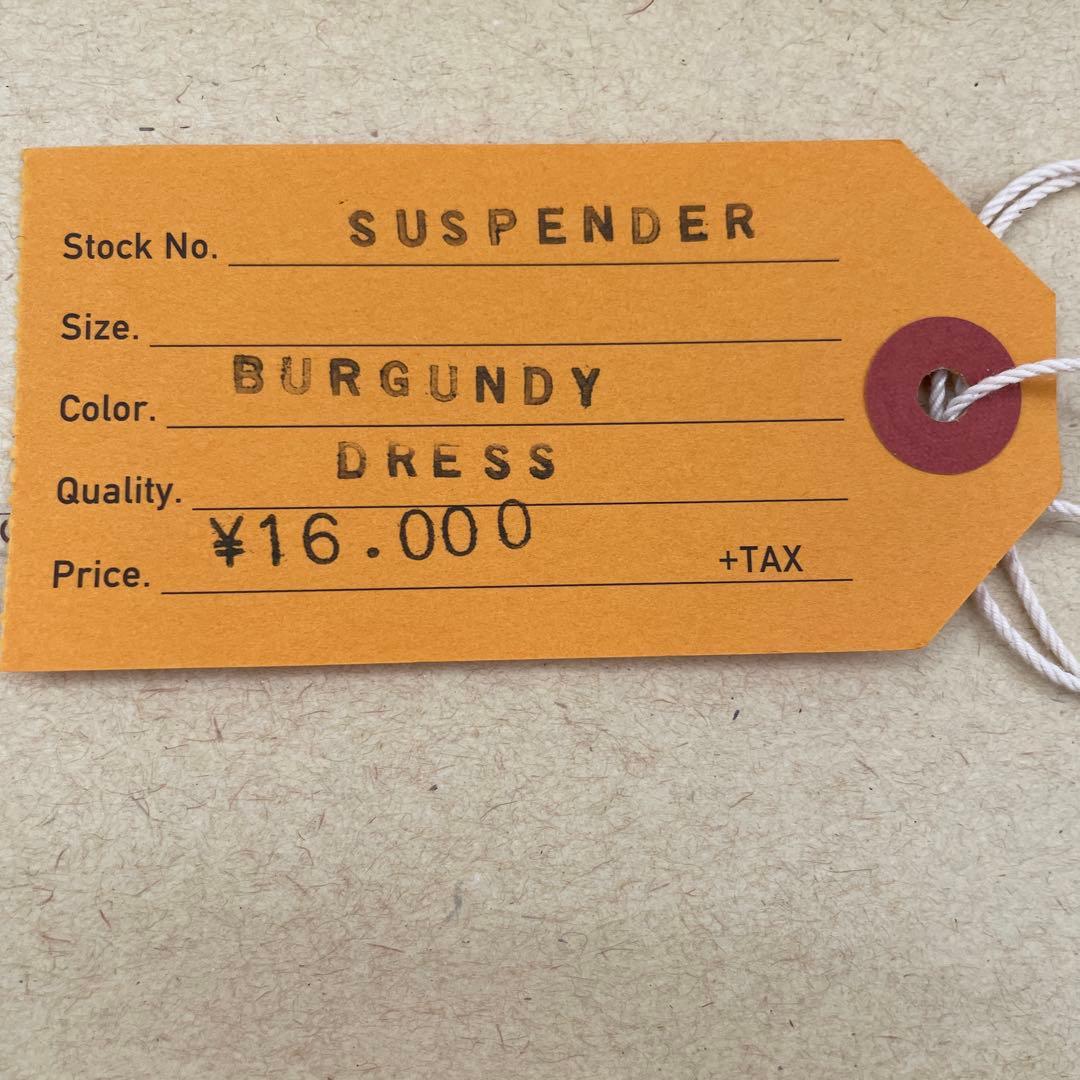 Stock No. SUSPENDER
Size.
Color. BURGUNDY
Quality. DRESS
Price. ¥16.000 +TAX